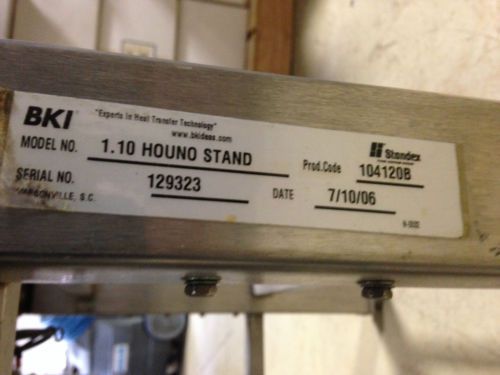 BKI "Experts in Heat Transfer Technology"
www.bkideas.com
Standex
MODEL NO. 1.10 HOUNO STAND Prod.Code 104120B
SERIAL NO. 129323 DATE 7/10/06
SIMPSONVILLE, S.C.